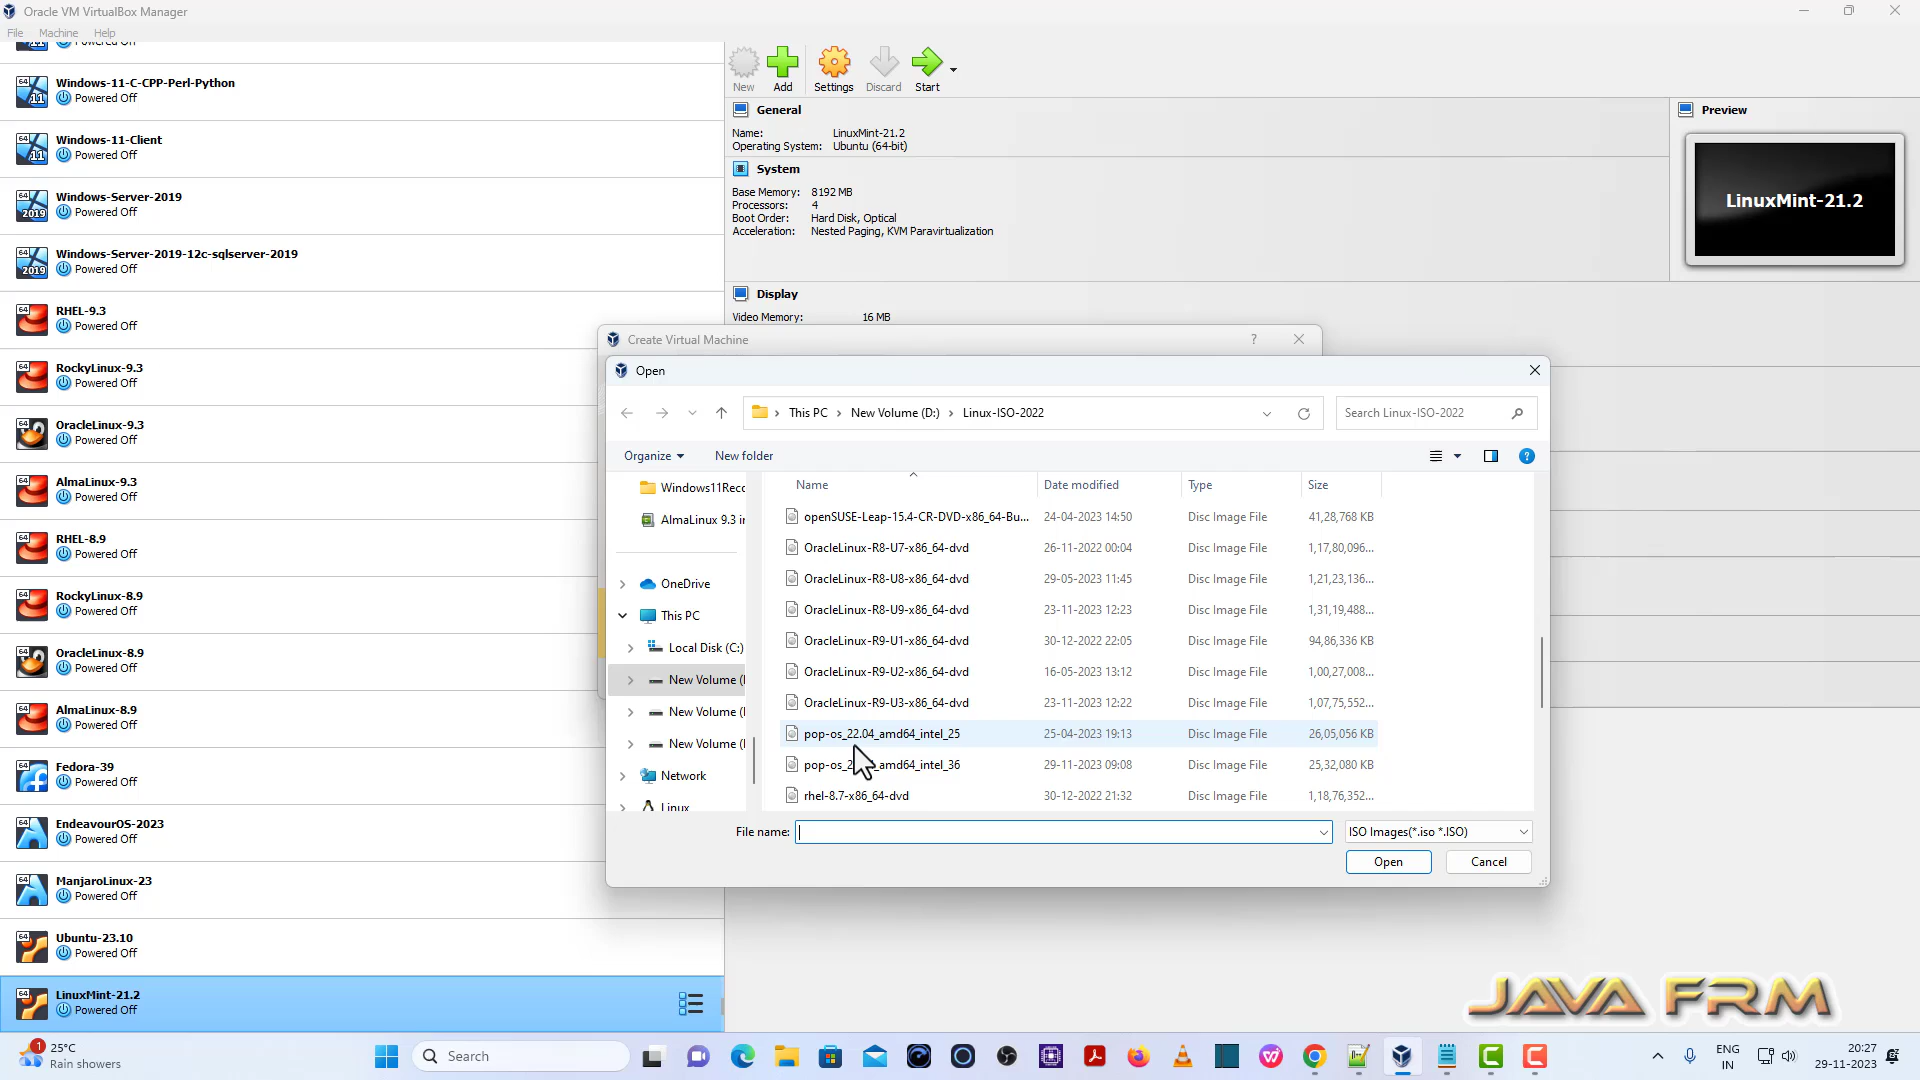 Oracle VM VirtualBox Manager
File Machine Help
Powered Off
Windows-11-C-CPP-Perl-Python
Powered Off
Windows-11-Client
Powered Off
Windows-Server-2019
Powered Off
Windows-Server-2019-12c-sqlserver-2019
Powered Off
RHEL-9.3
Powered Off
RockyLinux-9.3
Powered Off
OracleLinux-9.3
Powered Off
AlmaLinux-9.3
Powered Off
RHEL-8.9
Powered Off
RockyLinux-8.9
Powered Off
OracleLinux-8.9
Powered Off
AlmaLinux-8.9
Powered Off
Fedora-39
Powered Off
EndeavourOS-2023
Powered Off
ManjaroLinux-23
Powered Off
Ubuntu-23.10
Powered Off
LinuxMint-21.2
Powered Off
New Add Settings Discard Start
General
Name: LinuxMint-21.2
Operating System: Ubuntu (64-bit)
System
Base Memory: 8192 MB
Processors: 4
Boot Order: Hard Disk, Optical
Acceleration: Nested Paging, KVM Paravirtualization
Display
Video Memory: 16 MB
Preview
LinuxMint-21.2
Create Virtual Machine ?
Open
This PC > New Volume (D:) > Linux-ISO-2022
Search Linux-ISO-2022
Organize New folder
Windows11Reco
AlmaLinux 9.3 in
OneDrive
This PC
Local Disk (C:)
New Volume (
New Volume (
New Volume (
Network
Linux
Name Date modified Type Size
openSUSE-Leap-15.4-CR-DVD-x86_64-Bu... 24-04-2023 14:50 Disc Image File 41,28,768 KB
OracleLinux-R8-U7-x86_64-dvd 26-11-2022 00:04 Disc Image File 1,17,80,096...
OracleLinux-R8-U8-x86_64-dvd 29-05-2023 11:45 Disc Image File 1,21,23,136...
OracleLinux-R8-U9-x86_64-dvd 23-11-2023 12:23 Disc Image File 1,31,19,488...
OracleLinux-R9-U1-x86_64-dvd 30-12-2022 22:05 Disc Image File 94,86,336 KB
OracleLinux-R9-U2-x86_64-dvd 16-05-2023 13:12 Disc Image File 1,00,27,008...
OracleLinux-R9-U3-x86_64-dvd 23-11-2023 12:22 Disc Image File 1,07,75,552...
pop-os_22.04_amd64_intel_25 25-04-2023 19:13 Disc Image File 26,05,056 KB
pop-os_2 _amd64_intel_36 29-11-2023 09:08 Disc Image File 25,32,080 KB
rhel-8.7-x86_64-dvd 30-12-2022 21:32 Disc Image File 1,18,76,352...
File name:
ISO Images(*.iso *.ISO)
Open Cancel
JAVA FRM
25°C
Rain showers
Search
ENG
IN
20:27
29-11-2023